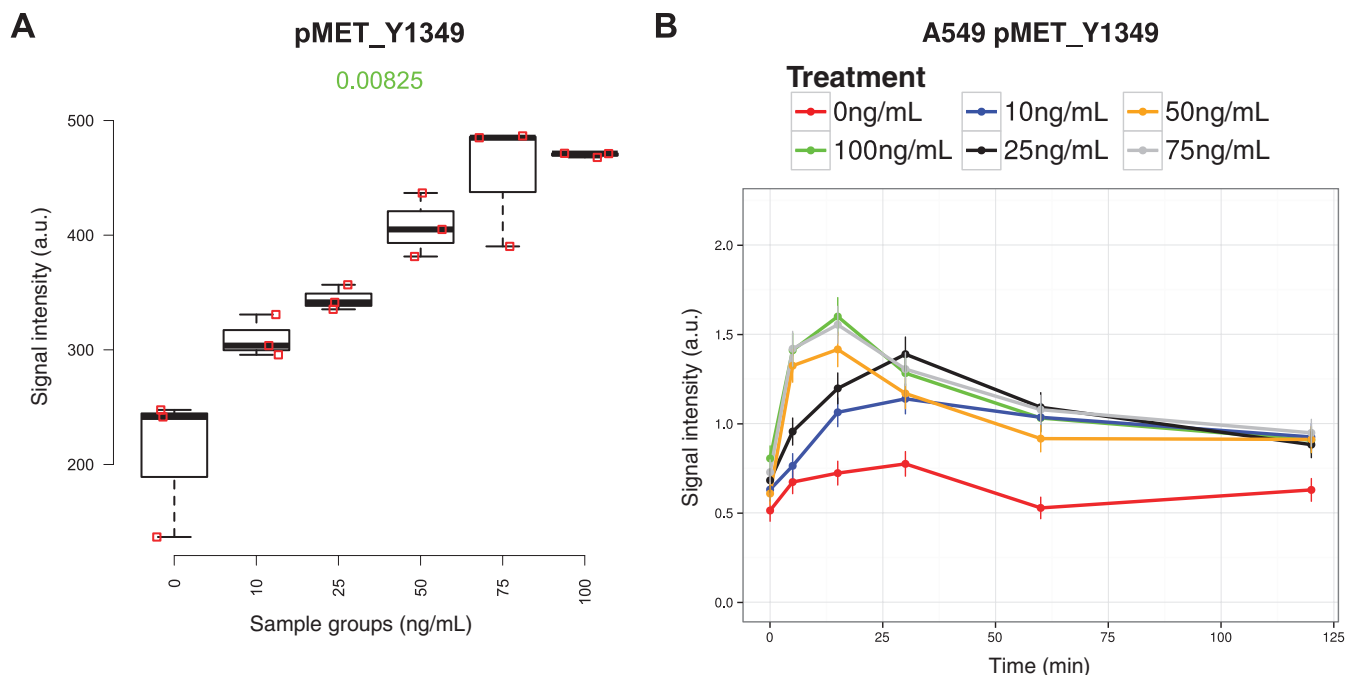 A
pMET_Y1349
0.00825
Signal intensity (a.u.)
500
400
300
200
0
10
25
50
75
100
Sample groups (ng/mL)
B
A549 pMET_Y1349
Treatment
0ng/mL
10ng/mL
50ng/mL
100ng/mL
25ng/mL
75ng/mL
Signal intensity (a.u.)
2.0
1.5
1.0
0.5
0.0
0
25
50
75
100
125
Time (min)